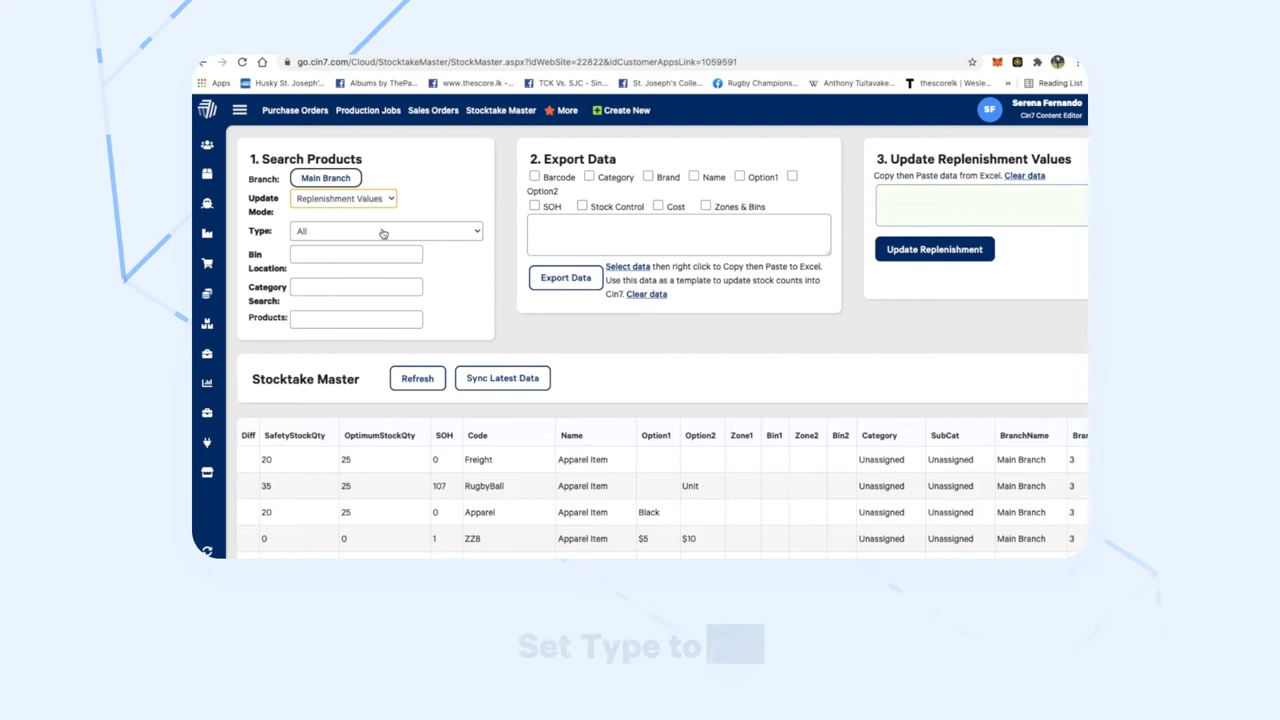 go.cin7.com/Cloud/StocktakeMaster/StockMaster.aspx?idWebSite=22822&idCustomerAppsLink=1059591
Apps Husky St. Joseph'... Albums by ThePa... www.thescore.lk -... TCK Vs. SJC - Sin... St. Joseph's Colle... Rugby Champions... Anthony Tuitavake... thescorelk | Wesle... » Reading List
Purchase Orders Production Jobs Sales Orders Stocktake Master More Create New SF Serena Fernando
Cin7 Content Editor
1. Search Products
Branch: Main Branch
Update Mode: Replenishment Values
Type: All
Bin Location:
Category Search:
Products:
2. Export Data
Barcode Category Brand Name Option1
Option2
SOH Stock Control Cost Zones & Bins
Export Data
Select data then right click to Copy then Paste to Excel.
Use this data as a template to update stock counts into
Cin7. Clear data
3. Update Replenishment Values
Copy then Paste data from Excel. Clear data
Update Replenishment
Stocktake Master Refresh Sync Latest Data
Diff SafetyStockQty OptimumStockQty SOH Code Name Option1 Option2 Zone1 Bin1 Zone2 Bin2 Category SubCat BranchName Bran
20 25 0 Freight Apparel Item Unassigned Unassigned Main Branch 3
35 25 107 RugbyBall Apparel Item Unit Unassigned Unassigned Main Branch 3
20 25 0 Apparel Apparel Item Black Unassigned Unassigned Main Branch 3
0 0 1 ZZ8 Apparel Item $5 $10 Unassigned Unassigned Main Branch 3
Set Type to